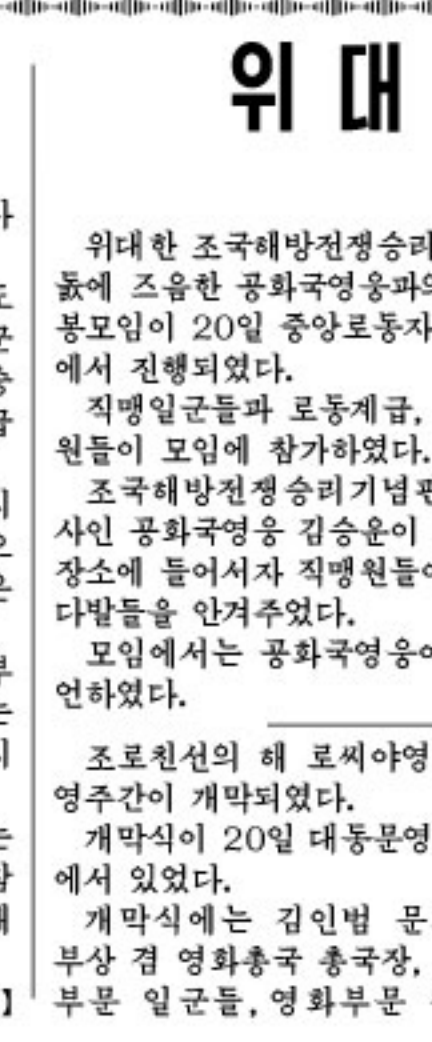 위 대
위대한 조국해방전쟁승리
돐에 즈음한 공화국영웅과의
봉모임이 20일 중앙로동자
에서 진행되였다.
직맹일군들과 로동계급,
원들이 모임에 참가하였다.
조국해방전쟁승리기념관
사인 공화국영웅 김승운이
장소에 들어서자 직맹원들이
다발들을 안겨주었다.
모임에서는 공화국영웅이
언하였다.
조로친선의 해 로씨야영
영주간이 개막되였다.
개막식이 20일 대동문영
에서 있었다.
개막식에는 김인범 문
부상 겸 영화총국 총국장,
부문 일군들, 영화부문